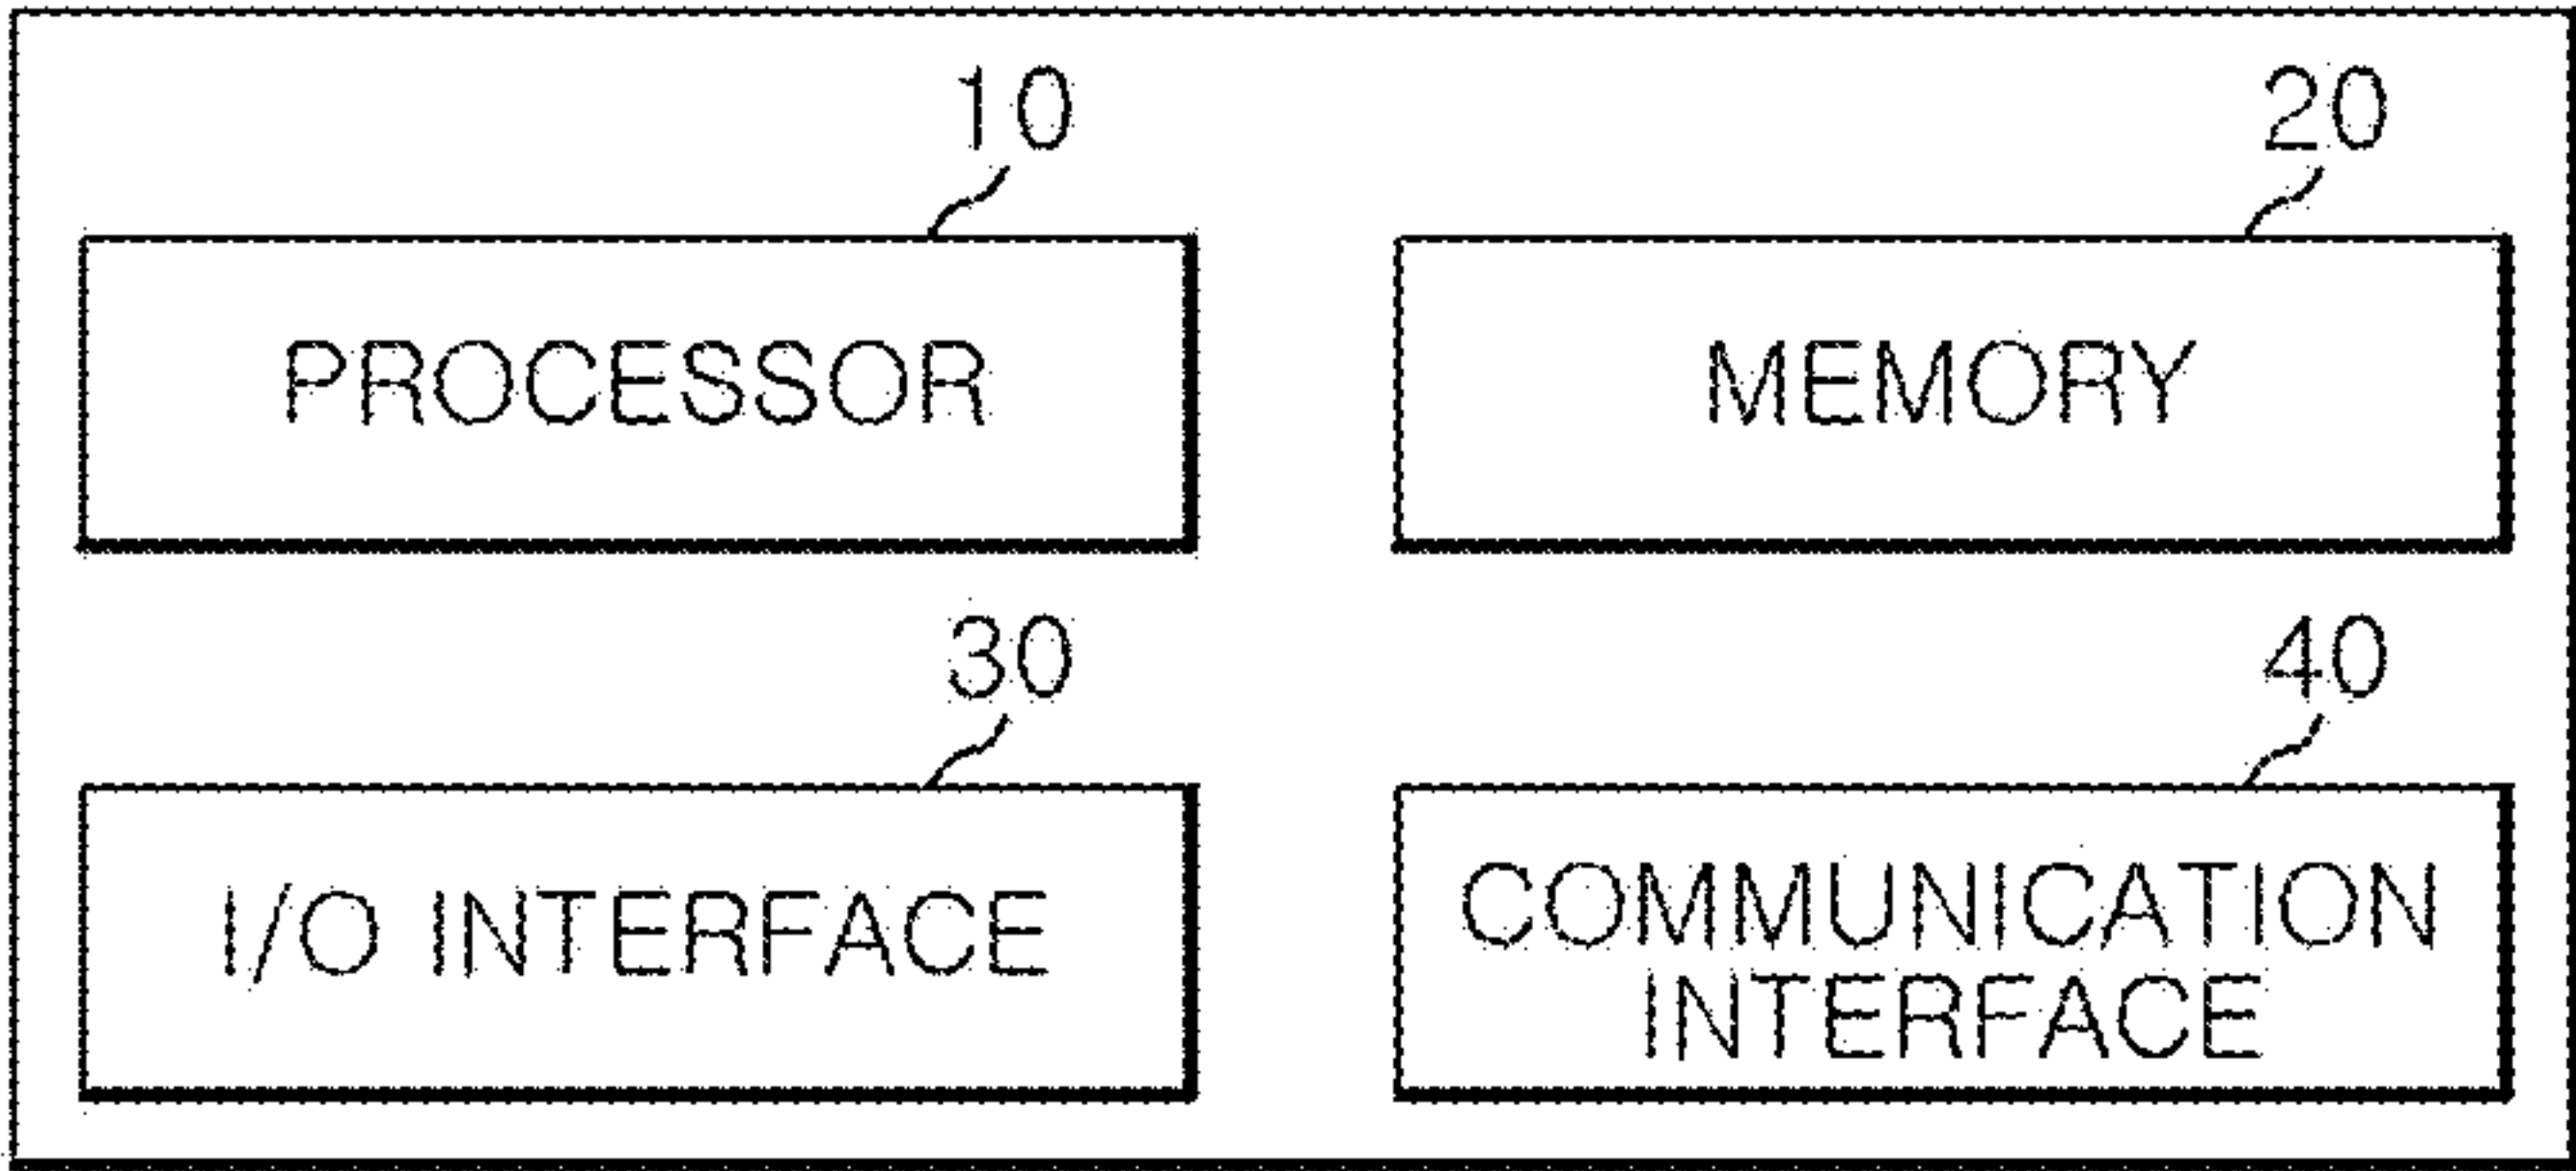 10
20
PROCESSOR
MEMORY
30
40
I/O INTERFACE
COMMUNICATION
INTERFACE